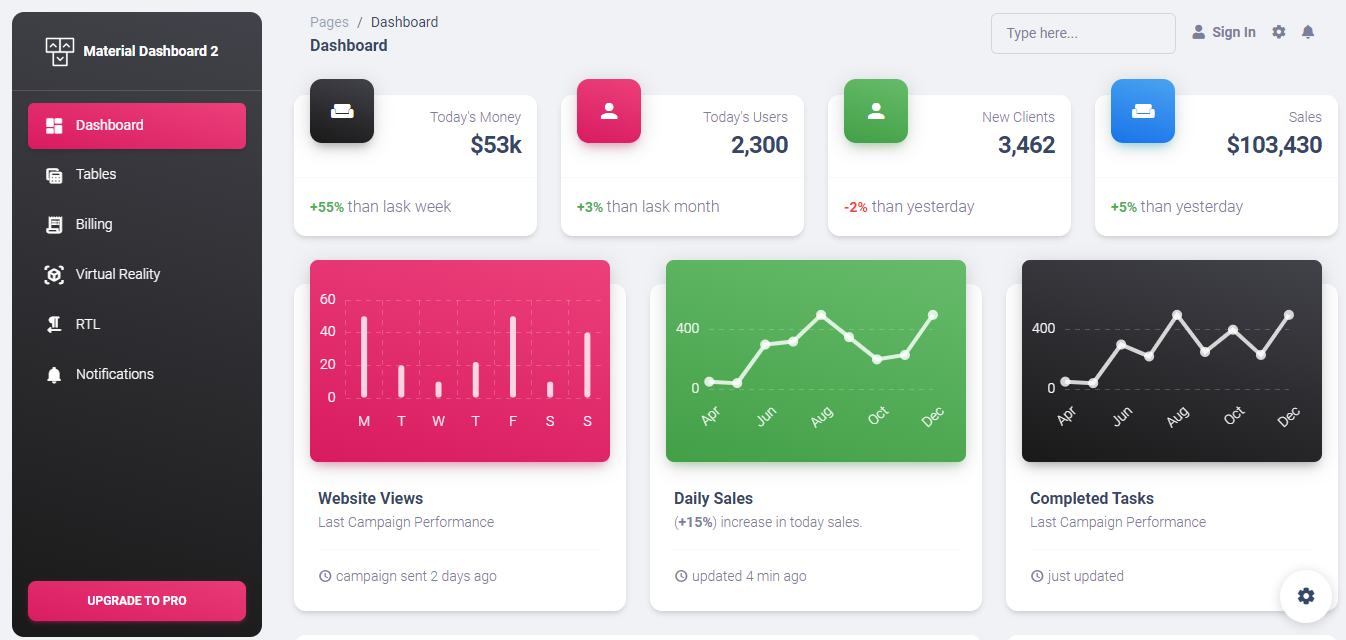 Material Dashboard 2
Dashboard
Tables
Billing
Virtual Reality
RTL
Notifications
UPGRADE TO PRO
Pages / Dashboard
Dashboard
Type here...
Sign In
Today's Money
$53k
+55% than lask week
Today's Users
2,300
+3% than lask month
New Clients
3,462
-2% than yesterday
Sales
$103,430
+5% than yesterday
60
40
20
0
M T W T F S S
Website Views
Last Campaign Performance
campaign sent 2 days ago
400
0
Apr Jun Aug Oct Dec
Daily Sales
(+15%) increase in today sales.
updated 4 min ago
400
0
Apr Jun Aug Oct Dec
Completed Tasks
Last Campaign Performance
just updated